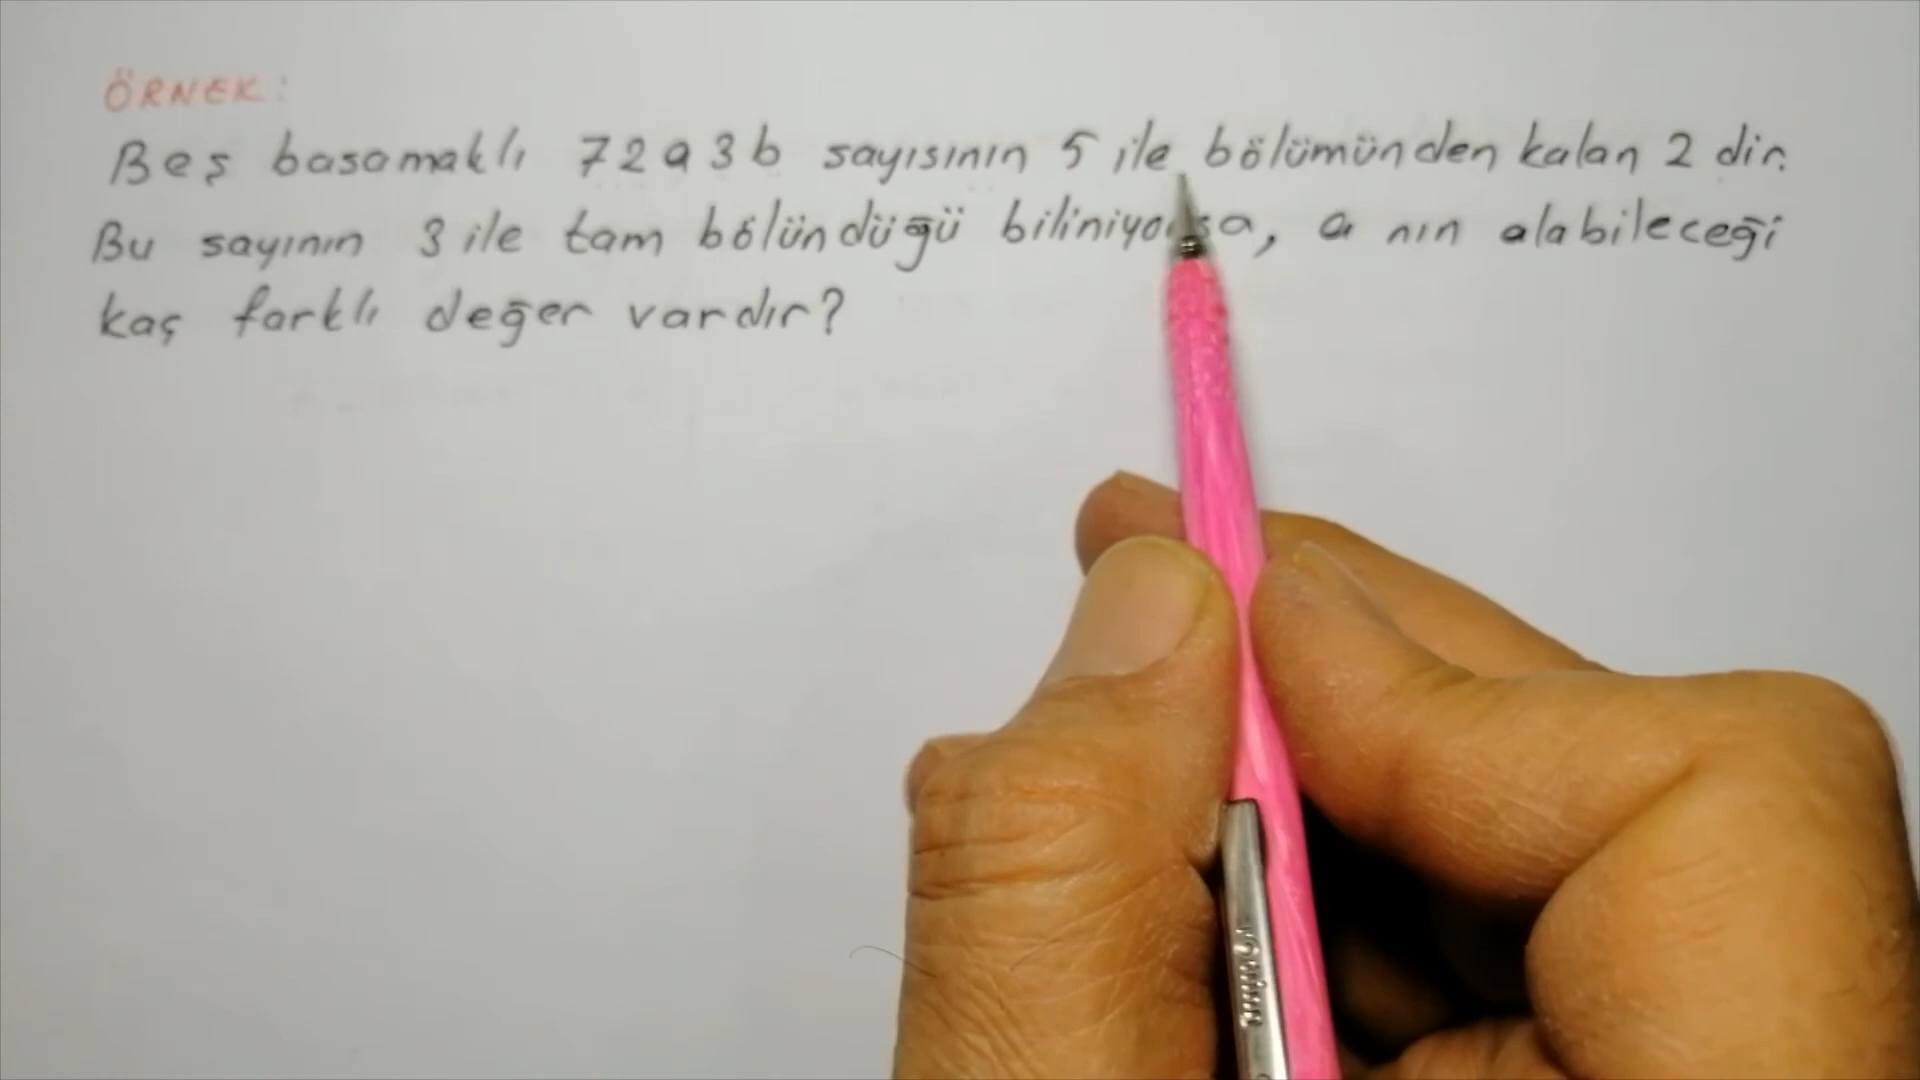 ÖRNEK:
Beş basamaklı 72a3b sayısının 5 ile bölümünden kalan 2 dir.
Bu sayının 3 ile tam bölündüğü biliniyorsa, a nın alabileceği
kaç farklı değer vardır?